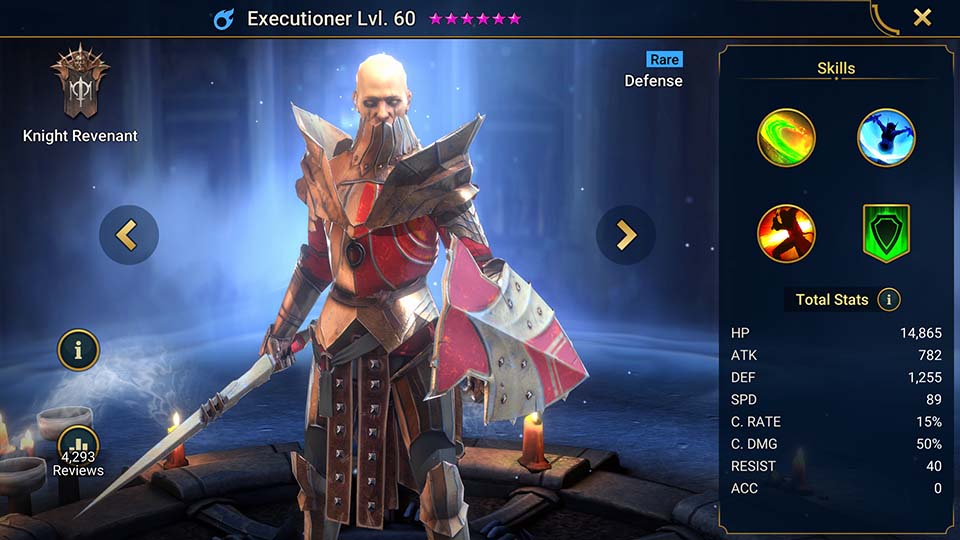 Executioner Lvl. 60
Rare
Defense
Knight Revenant
4,293
Reviews
Skills
Total Stats
HP 14,865
ATK 782
DEF 1,255
SPD 89
C. RATE 15%
C. DMG 50%
RESIST 40
ACC 0